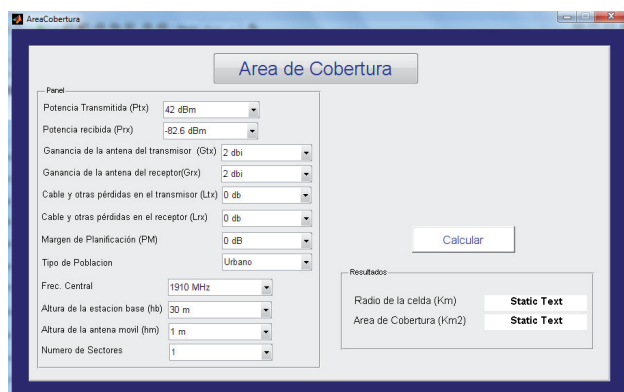 AreaCobertura
Area de Cobertura
Panel
Potencia Transmitida (Ptx) 42 dBm
Potencia recibida (Prx) -82.6 dBm
Ganancia de la antena del transmisor (Gtx) 2 dbi
Ganancia de la antena del receptor(Grx) 2 dbi
Cable y otras pérdidas en el transmisor (Ltx) 0 db
Cable y otras pérdidas en el receptor (Lrx) 0 db
Margen de Planificación (PM) 0 dB
Tipo de Poblacion Urbano
Frec. Central 1910 MHz
Altura de la estacion base (hb) 30 m
Altura de la antena movil (hm) 1 m
Numero de Sectores 1
Calcular
Resultados
Radio de la celda (Km) Static Text
Area de Cobertura (Km2) Static Text